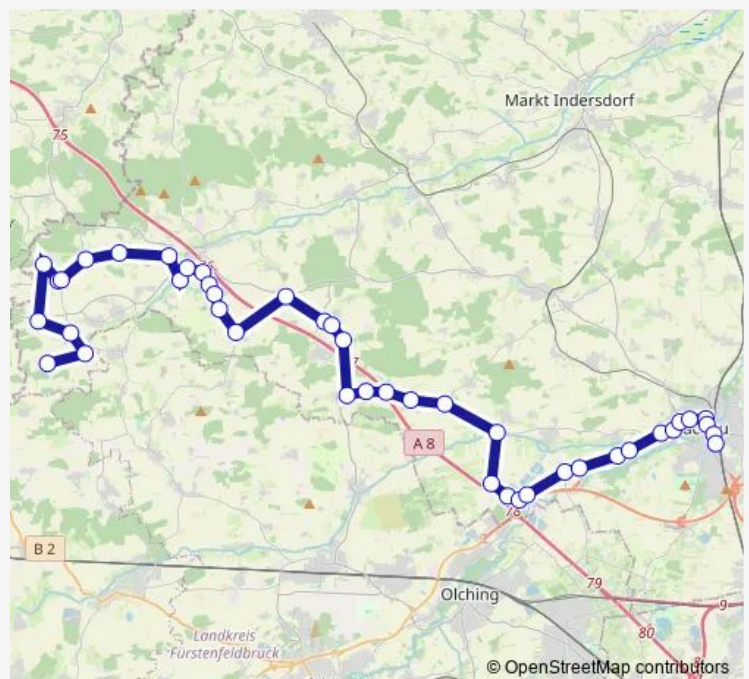 Markt Indersdorf
75
A 8
78
B 2
79
Olching
9
80
Landkreis
Fürstenfeldbruck
© OpenStreetMap contributors